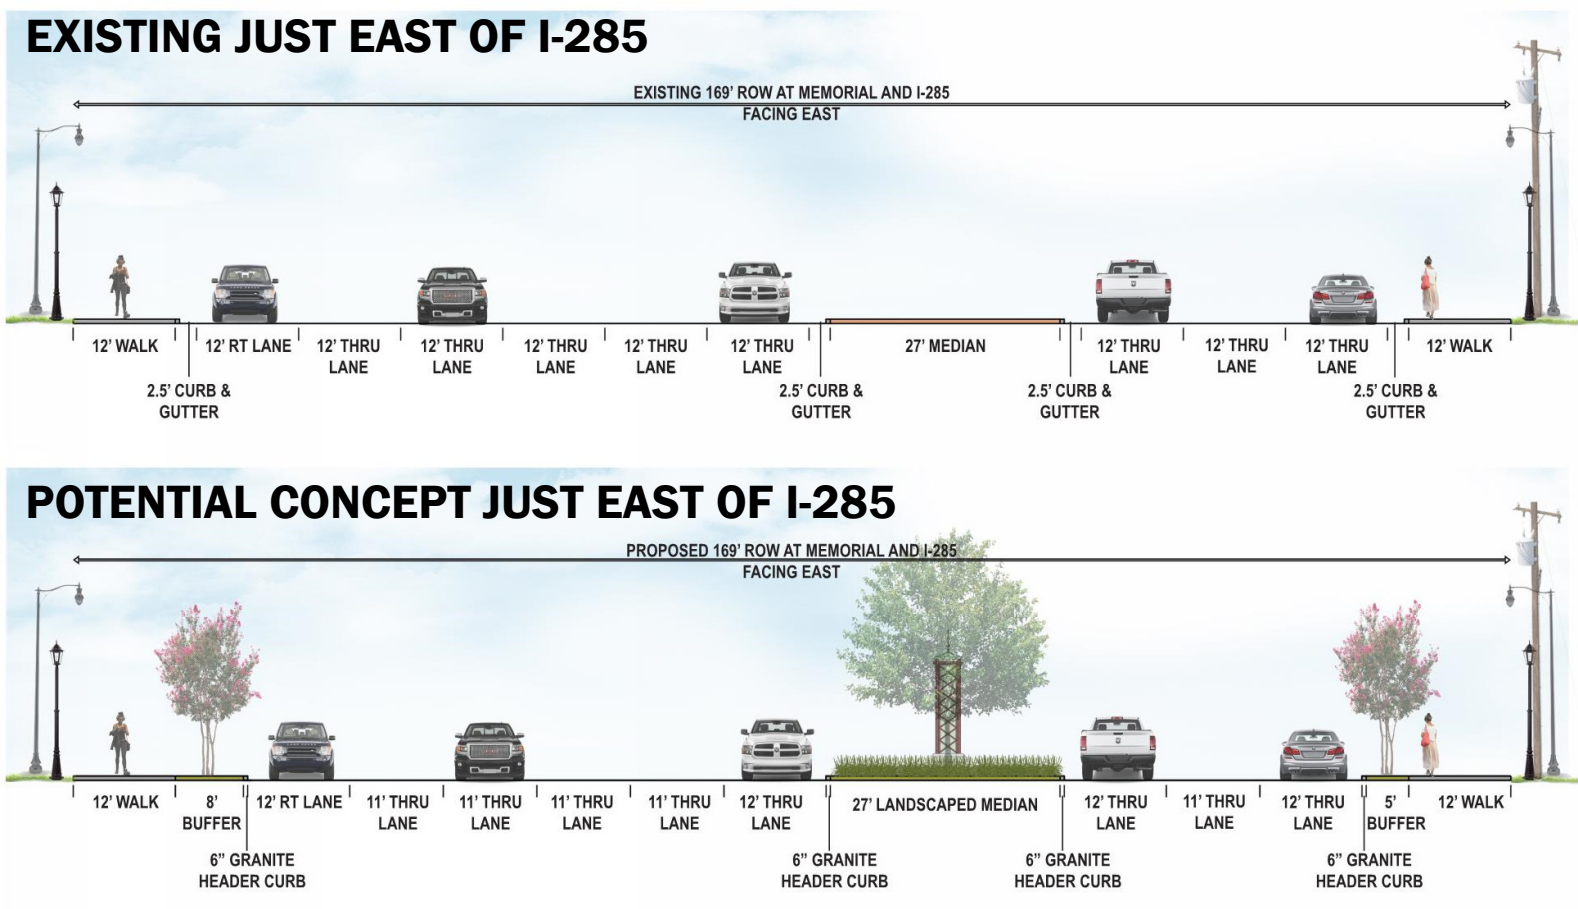 EXISTING JUST EAST OF I-285
EXISTING 169' ROW AT MEMORIAL AND I-285
FACING EAST
12' WALK
2.5' CURB &
GUTTER
12' RT LANE
12' THRU
LANE
12' THRU
LANE
12' THRU
LANE
12' THRU
LANE
12' THRU
LANE
2.5' CURB &
GUTTER
27' MEDIAN
2.5' CURB &
GUTTER
12' THRU
LANE
12' THRU
LANE
12' THRU
LANE
2.5' CURB &
GUTTER
12' WALK
POTENTIAL CONCEPT JUST EAST OF I-285
PROPOSED 169' ROW AT MEMORIAL AND I-285
FACING EAST
12' WALK
8'
BUFFER
6" GRANITE
HEADER CURB
12' RT LANE
11' THRU
LANE
11' THRU
LANE
11' THRU
LANE
11' THRU
LANE
12' THRU
LANE
6" GRANITE
HEADER CURB
27' LANDSCAPED MEDIAN
6" GRANITE
HEADER CURB
12' THRU
LANE
11' THRU
LANE
12' THRU
LANE
6" GRANITE
HEADER CURB
5'
BUFFER
12' WALK